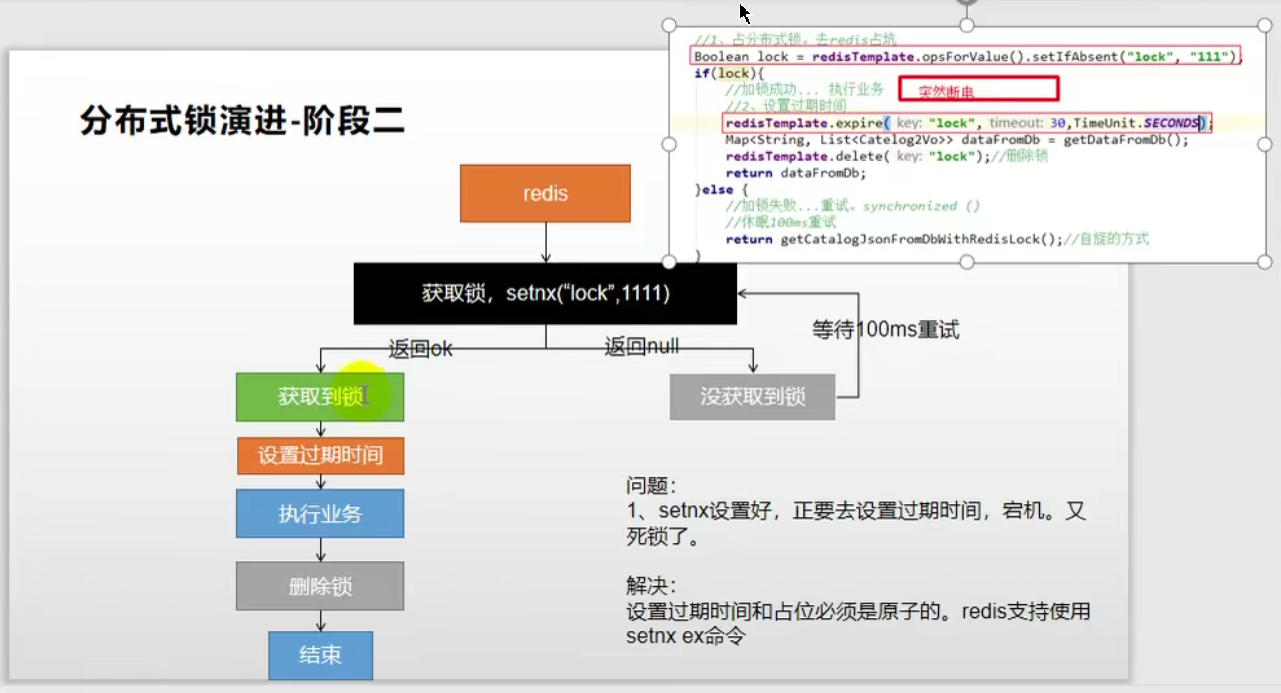 //1、占分布式锁。去redis占坑
Boolean lock = redisTemplate.opsForValue().setIfAbsent("lock", "111");
if(lock){
//加锁成功... 执行业务
突然断电
//2、设置过期时间
redisTemplate.expire( key: "lock", timeout: 30,TimeUnit.SECONDS);
Map<String, List<Catelog2Vo>> dataFromDb = getDataFromDb();
redisTemplate.delete( key: "lock");//删除锁
return dataFromDb;
}else {
//加锁失败...重试。synchronized ()
//休眠100ms重试
return getCatalogJsonFromDbWithRedisLock();//自旋的方式
}
分布式锁演进-阶段二
redis
获取锁，setnx(“lock”,1111)
等待100ms重试
返回ok
返回null
获取到锁
没获取到锁
设置过期时间
执行业务
删除锁
结束
问题：
1、setnx设置好，正要去设置过期时间，宕机。又
死锁了。
解决：
设置过期时间和占位必须是原子的。redis支持使用
setnx ex命令